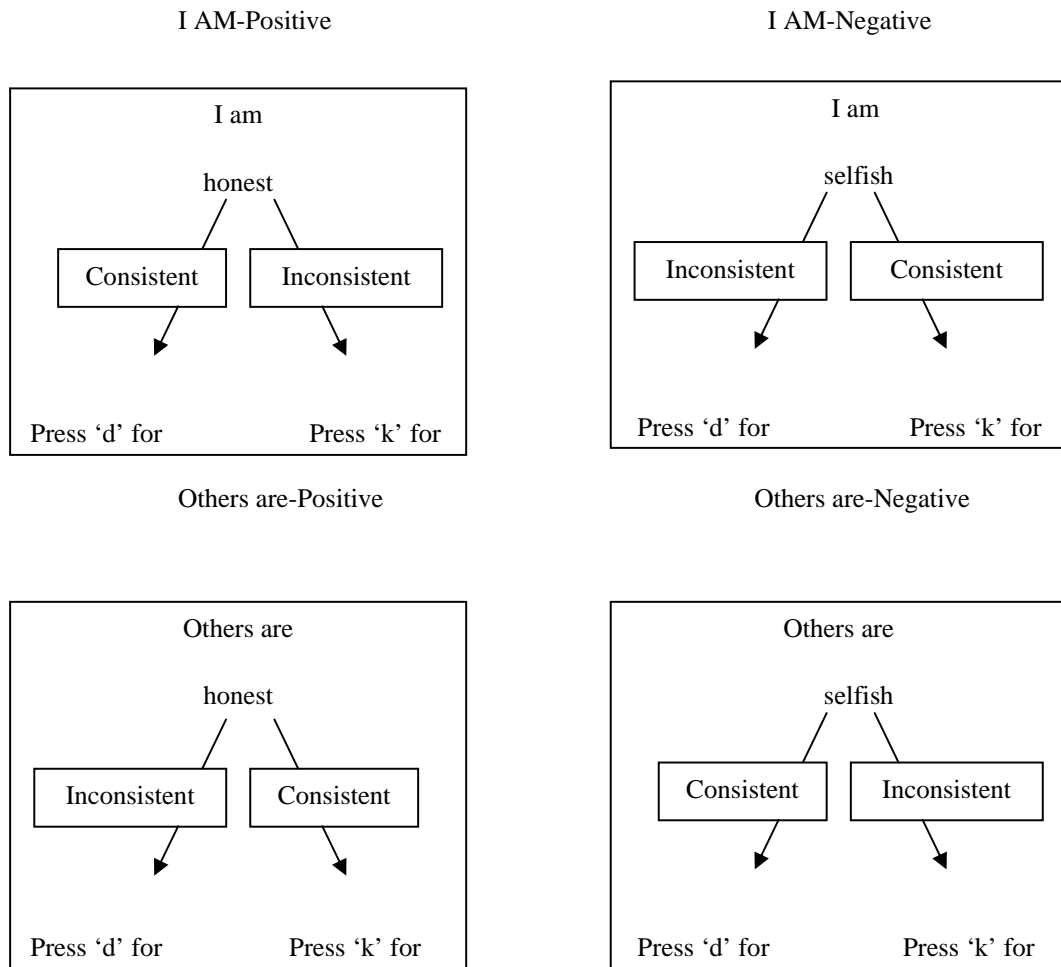 I AM-Positive
I am
honest
Consistent Inconsistent
Press ‘d’ for Press ‘k’ for
I AM-Negative
I am
selfish
Inconsistent Consistent
Press ‘d’ for Press ‘k’ for
Others are-Positive
Others are
honest
Inconsistent Consistent
Press ‘d’ for Press ‘k’ for
Others are-Negative
Others are
selfish
Consistent Inconsistent
Press ‘d’ for Press ‘k’ for